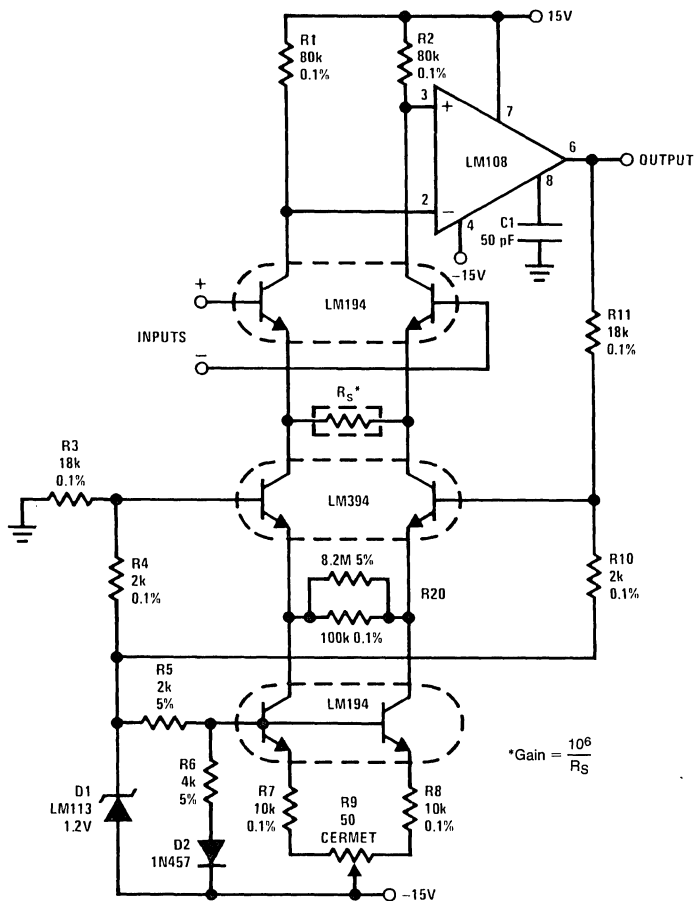 15V
R1
80k
0.1%
R2
80k
0.1%
3
+
7
LM108
6
OUTPUT
8
2
−
4
C1
50 pF
-15V
+
LM194
INPUTS
−
R11
18k
0.1%
RS*
R3
18k
0.1%
LM394
R4
2k
0.1%
8.2M 5%
R20
100k 0.1%
R10
2k
0.1%
R5
2k
5%
LM194
*Gain = 10⁶
RS
R6
4k
5%
D1
LM113
1.2V
D2
1N457
R7
10k
0.1%
R9
50
CERMET
R8
10k
0.1%
-15V